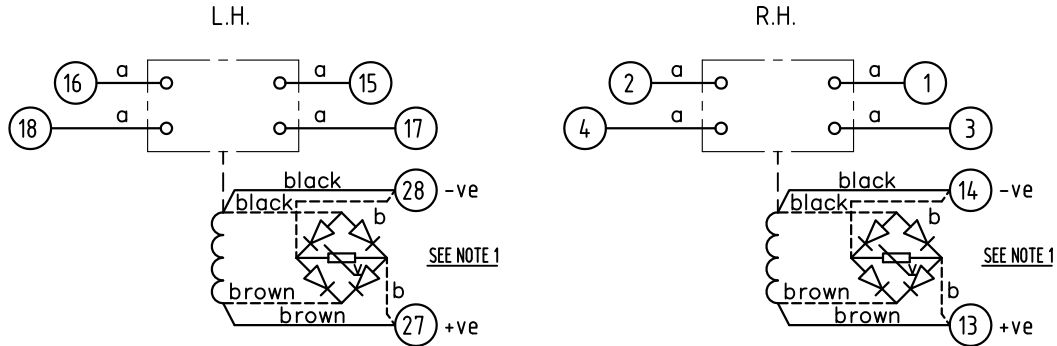 L.H.
R.H.
16 a a 15
2 a a 1
18 a a 17
4 a a 3
black 28 -ve
black 14 -ve
black b
black b
SEE NOTE 1
SEE NOTE 1
V
V
brown b
brown b
brown 27 +ve
brown 13 +ve